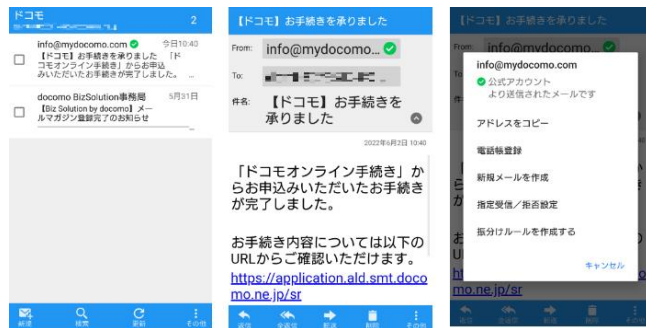 ドコモ
2
info@mydocomo.com
今日10:40
【ドコモ】お手続きを承りました 「ド
コモオンライン手続き」からお申込
みいただいたお手続きが完了しました。 ...
docomo BizSolution事務局
5月31日
【Biz Solution by docomo】メー
ルマガジン登録完了のお知らせ
新規
検索
更新
その他
【ドコモ】お手続きを承りました
From:
info@mydocomo...
To:
件名:
【ドコモ】お手続きを
承りました
2022年6月2日 10:40
「ドコモオンライン手続き」か
らお申込みいただいたお手続き
が完了しました。
お手続き内容については以下の
URLからご確認いただけます。
https://application.ald.smt.doco
mo.ne.jp/sr
返信
全返信
転送
削除
その他
【ドコモ】お手続きを承りました
info@mydocomo.com
公式アカウント
より送信されたメールです
アドレスをコピー
電話帳登録
新規メールを作成
指定受信/拒否設定
振分けルールを作成する
キャンセル
mo.ne.jp/sr
返信
全返信
転送
削除
その他